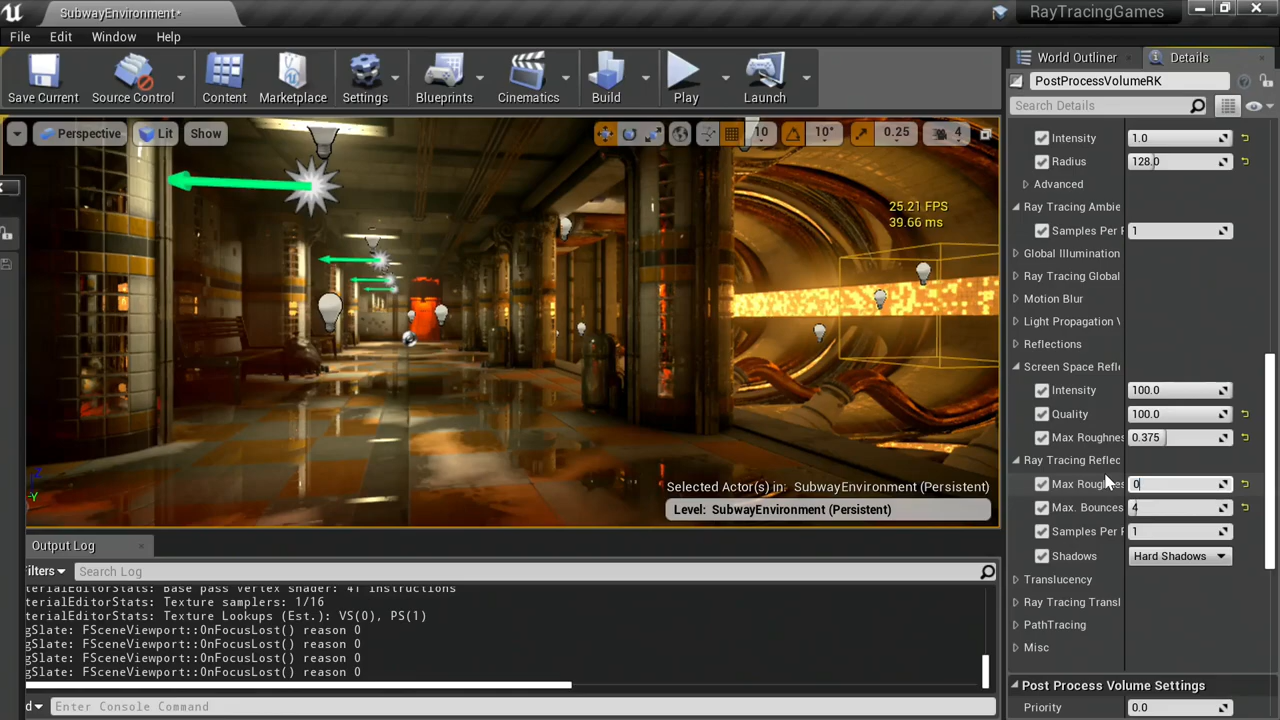 SubwayEnvironment*
RayTracingGames
File Edit Window Help
World Outliner
Details
PostProcessVolumeRK
Save Current
Source Control
Content
Marketplace
Settings
Blueprints
Cinematics
Build
Play
Launch
Search Details
Perspective
Lit
Show
10
10°
0.25
4
25.21 FPS
39.66 ms
Selected Actor(s) in: SubwayEnvironment (Persistent)
Level: SubwayEnvironment (Persistent)
Intensity 1.0
Radius 128.0
Advanced
Ray Tracing Ambie
Samples Per P 1
Global Illumination
Ray Tracing Global
Motion Blur
Light Propagation V
Reflections
Screen Space Refl
Intensity 100.0
Quality 100.0
Max Roughness 0.375
Ray Tracing Reflec
Max Roughnes 0
Max. Bounces 4
Samples Per P 1
Shadows Hard Shadows
Translucency
Ray Tracing Transl
PathTracing
Misc
Post Process Volume Settings
Priority 0.0
Output Log
ilters
Search Log
terialEditorStats: Base pass vertex shader: 41 instructions
terialEditorStats: Texture samplers: 1/16
terialEditorStats: Texture Lookups (Est.): VS(0), PS(1)
gSlate: FSceneViewport::OnFocusLost() reason 0
gSlate: FSceneViewport::OnFocusLost() reason 0
gSlate: FSceneViewport::OnFocusLost() reason 0
gSlate: FSceneViewport::OnFocusLost() reason 0
d
Enter Console Command